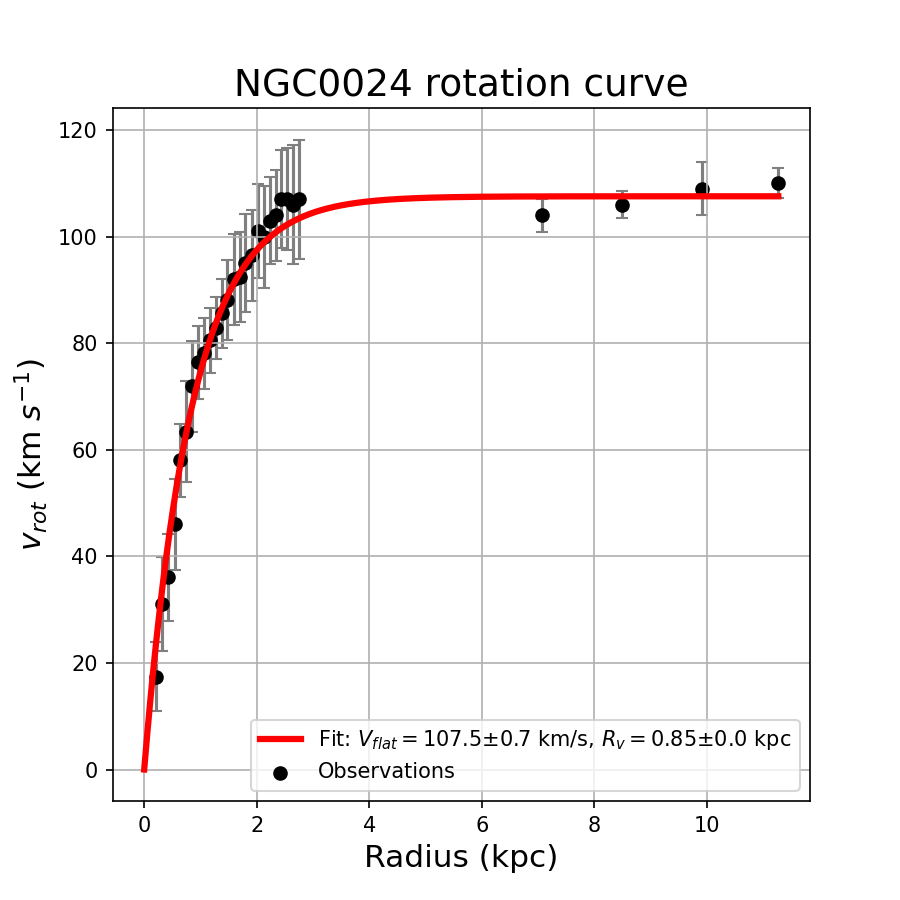 NGC0024 rotation curve
120
100
80
60
40
20
0
v_rot (km s⁻¹)
Fit: V_flat = 107.5±0.7 km/s, R_v = 0.85±0.0 kpc
Observations
0 2 4 6 8 10
Radius (kpc)